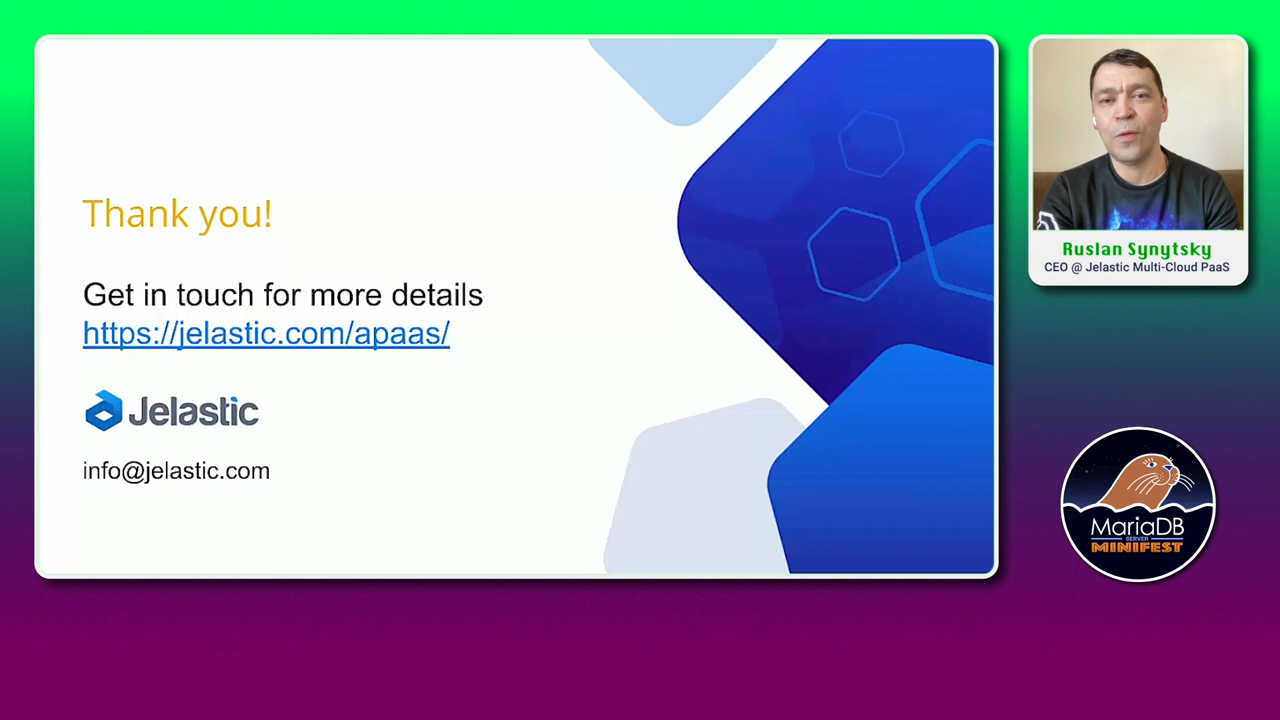 Thank you!
Get in touch for more details
https://jelastic.com/apaas/
Jelastic
info@jelastic.com
Ruslan Synytsky
CEO @ Jelastic Multi-Cloud PaaS
MariaDB
SERVER
MINIFEST